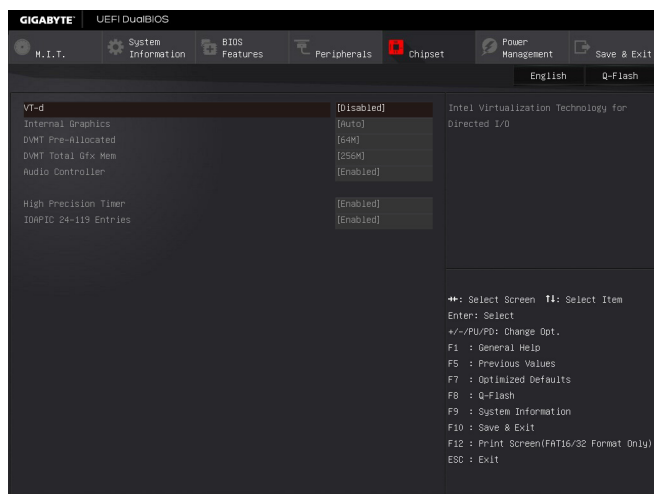 GIGABYTE™ UEFI DualBIOS
M.I.T. System Information BIOS Features Peripherals Chipset Power Management Save & Exit
English Q-Flash
VT-d [Disabled]
Internal Graphics [Auto]
DVMT Pre-Allocated [64M]
DVMT Total Gfx Mem [256M]
Audio Controller [Enabled]
High Precision Timer [Enabled]
IOAPIC 24-119 Entries [Enabled]
Intel Virtualization Technology for
Directed I/O
→←: Select Screen ↑↓: Select Item
Enter: Select
+/-/PU/PD: Change Opt.
F1 : General Help
F5 : Previous Values
F7 : Optimized Defaults
F8 : Q-Flash
F9 : System Information
F10 : Save & Exit
F12 : Print Screen(FAT16/32 Format Only)
ESC : Exit